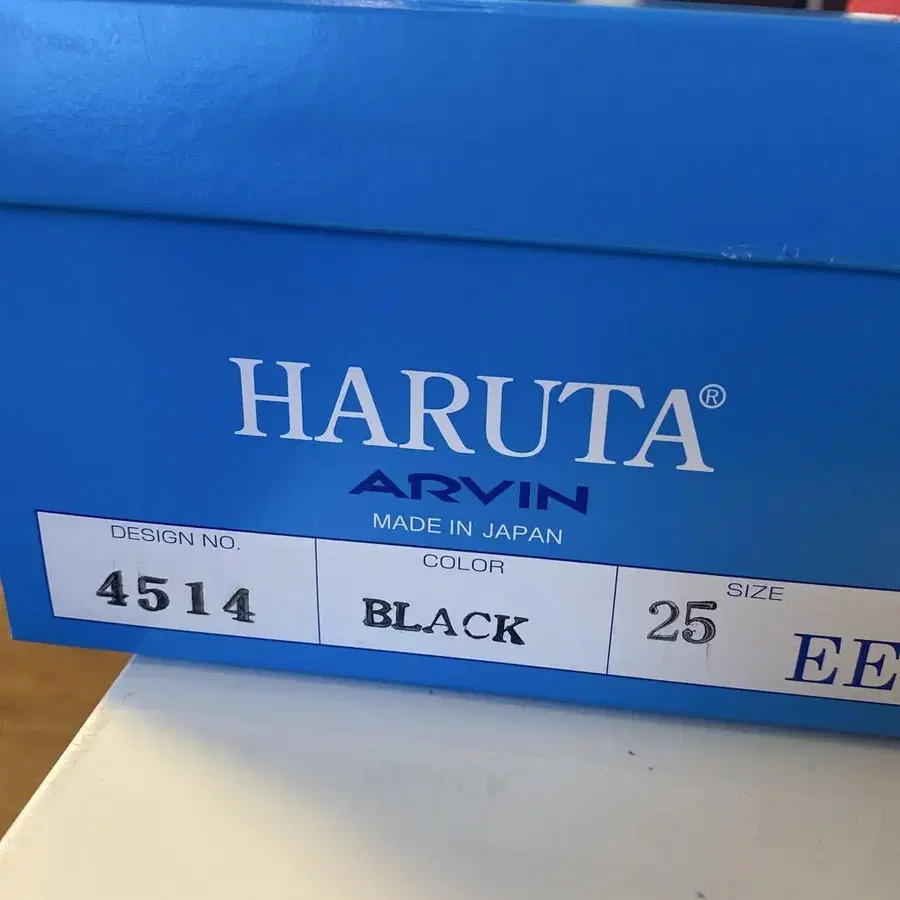 HARUTA®
ARVIN
MADE IN JAPAN
DESIGN NO. COLOR SIZE
4514 BLACK 25 EE